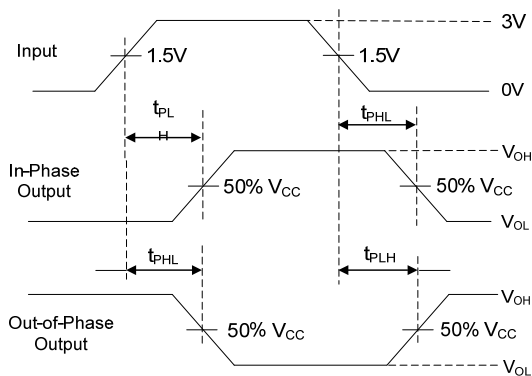 3V
Input
1.5V
1.5V
0V
tPL
H
tPHL
VOH
In-Phase
Output
50% VCC
50% VCC
VOL
tPHL
tPLH
VOH
Out-of-Phase
Output
50% VCC
50% VCC
VOL